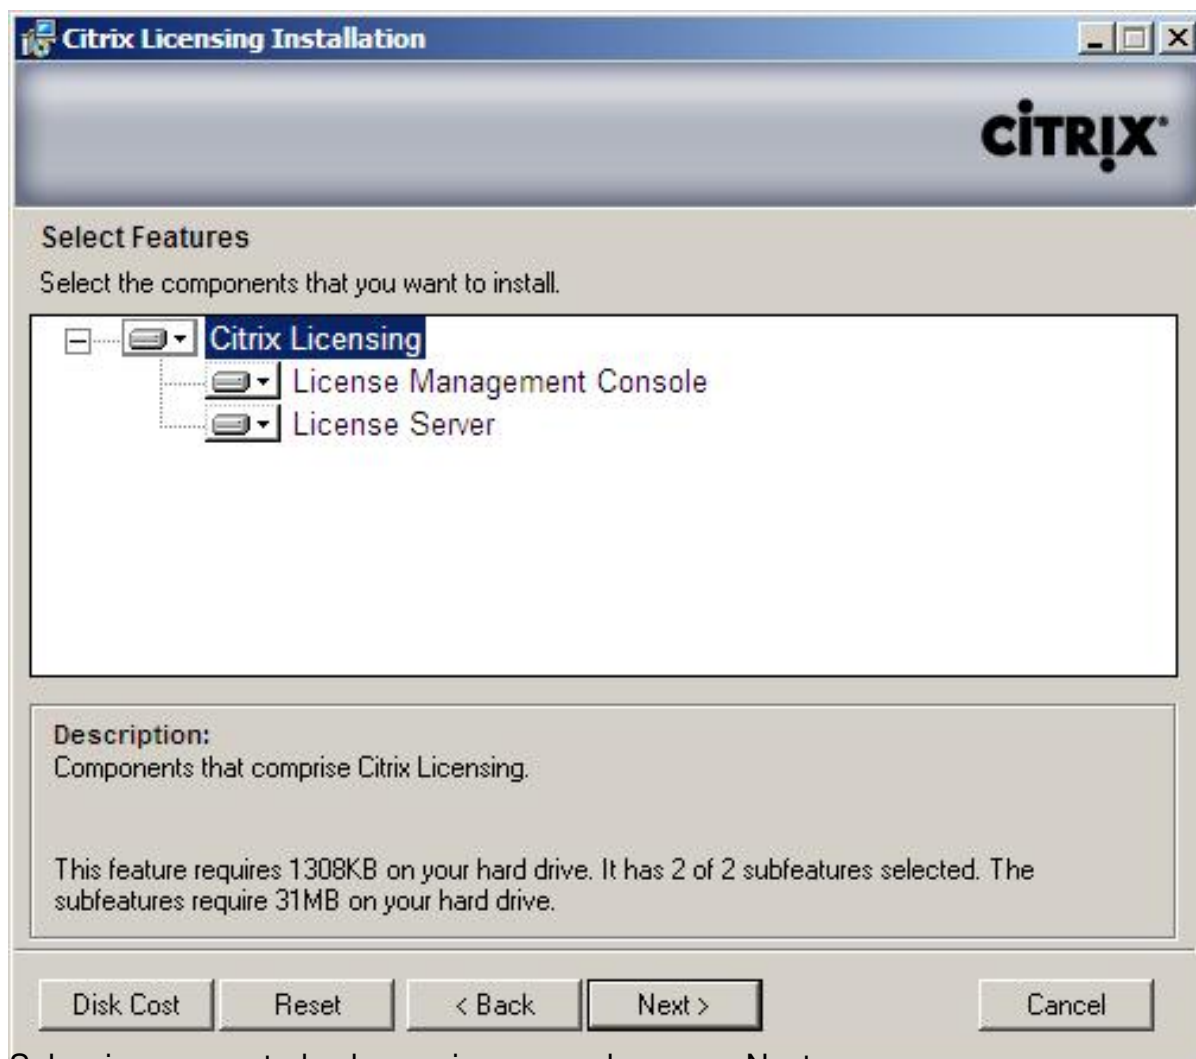 Citrix Licensing Installation
CİTRIX
Select Features
Select the components that you want to install.
Citrix Licensing
License Management Console
License Server
Description:
Components that comprise Citrix Licensing.
This feature requires 1308KB on your hard drive. It has 2 of 2 subfeatures selected. The
subfeatures require 31MB on your hard drive.
Disk Cost
Reset
< Back
Next >
Cancel